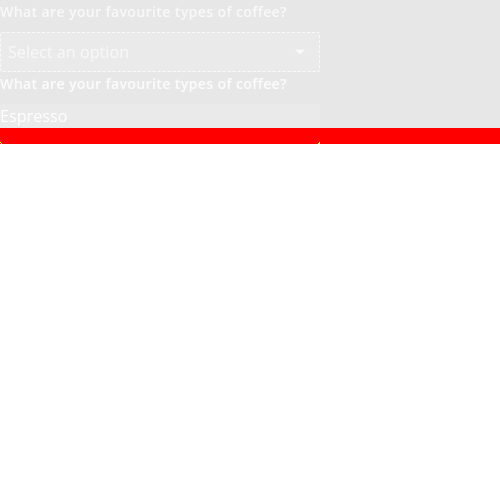 What are your favourite types of coffee?
Select an option
What are your favourite types of coffee?
Espresso